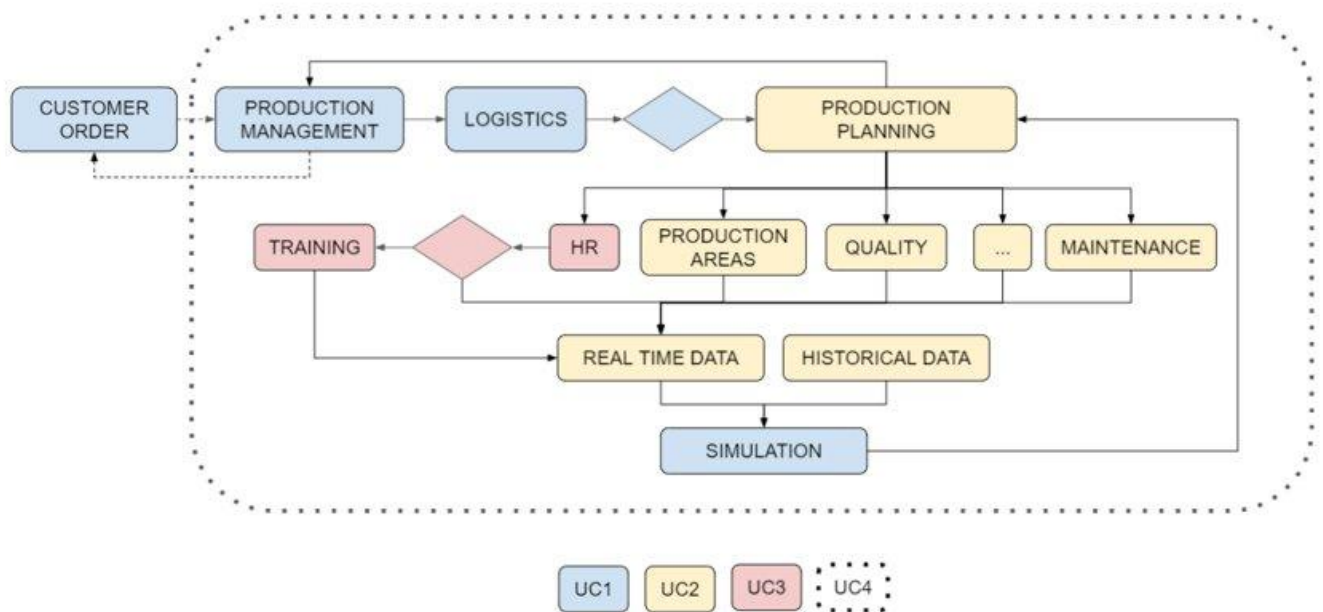 CUSTOMER
ORDER
PRODUCTION
MANAGEMENT
LOGISTICS
PRODUCTION
PLANNING
TRAINING
HR
PRODUCTION
AREAS
QUALITY
...
MAINTENANCE
REAL TIME DATA
HISTORICAL DATA
SIMULATION
UC1
UC2
UC3
UC4